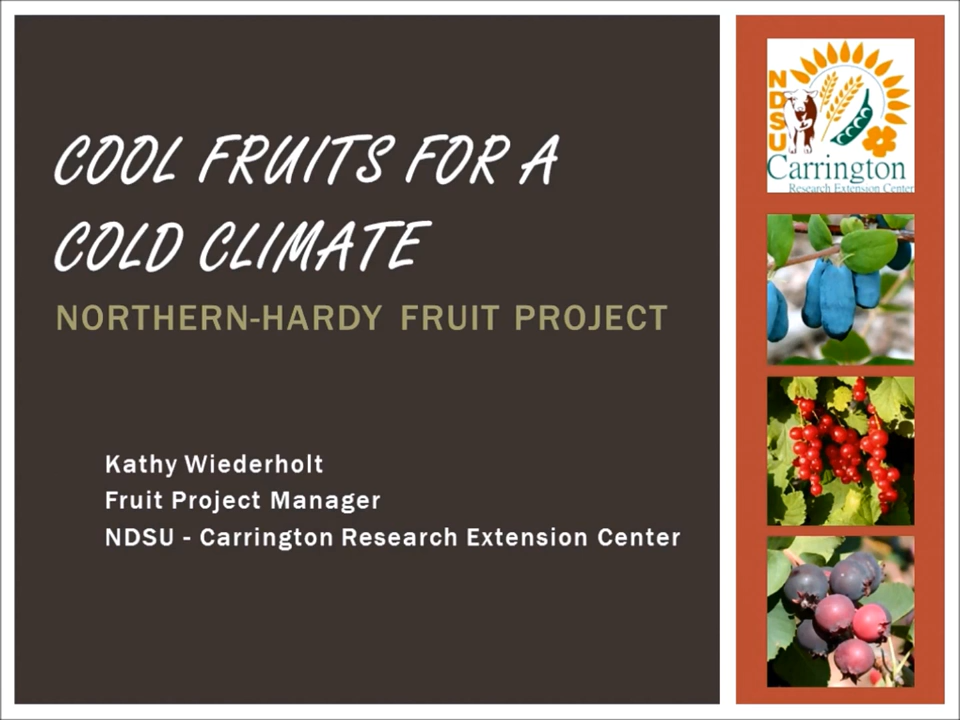 COOL FRUITS FOR A
COLD CLIMATE
NORTHERN-HARDY FRUIT PROJECT
Kathy Wiederholt
Fruit Project Manager
NDSU - Carrington Research Extension Center
NDSU
Carrington
Research Extension Center